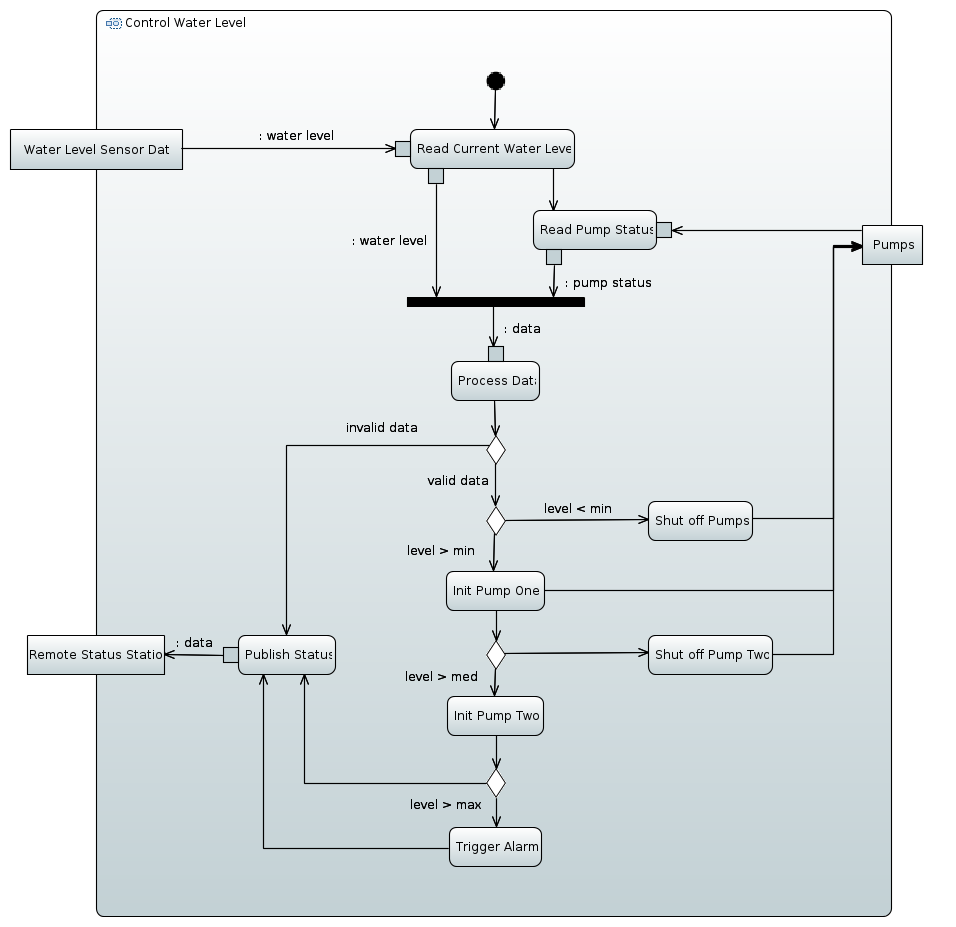 Control Water Level
: water level
Water Level Sensor Dat
Read Current Water Leve
Read Pump Status
: water level
Pumps
: pump status
: data
Process Data
invalid data
valid data
level < min
Shut off Pumps
level > min
Init Pump One
: data
Remote Status Statio
Publish Status
Shut off Pump Two
level > med
Init Pump Two
level > max
Trigger Alarm